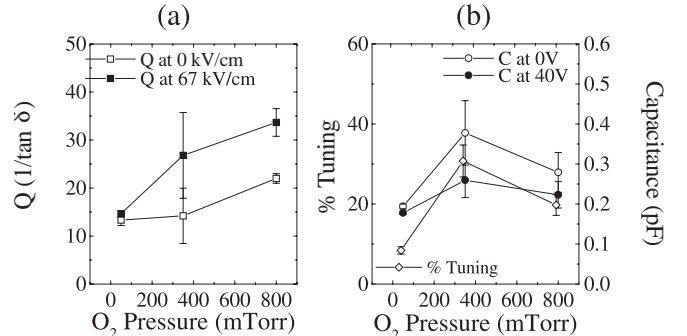 (a)
(b)
50
40
30
20
10
0
Q (1/tan δ)
Q at 0 kV/cm
Q at 67 kV/cm
0 200 400 600 800
O2 Pressure (mTorr)
60
40
20
0
% Tuning
C at 0V
C at 40V
% Tuning
0.6
0.5
0.4
0.3
0.2
0.1
0.0
Capacitance (pF)
0 200 400 600 800
O2 Pressure (mTorr)